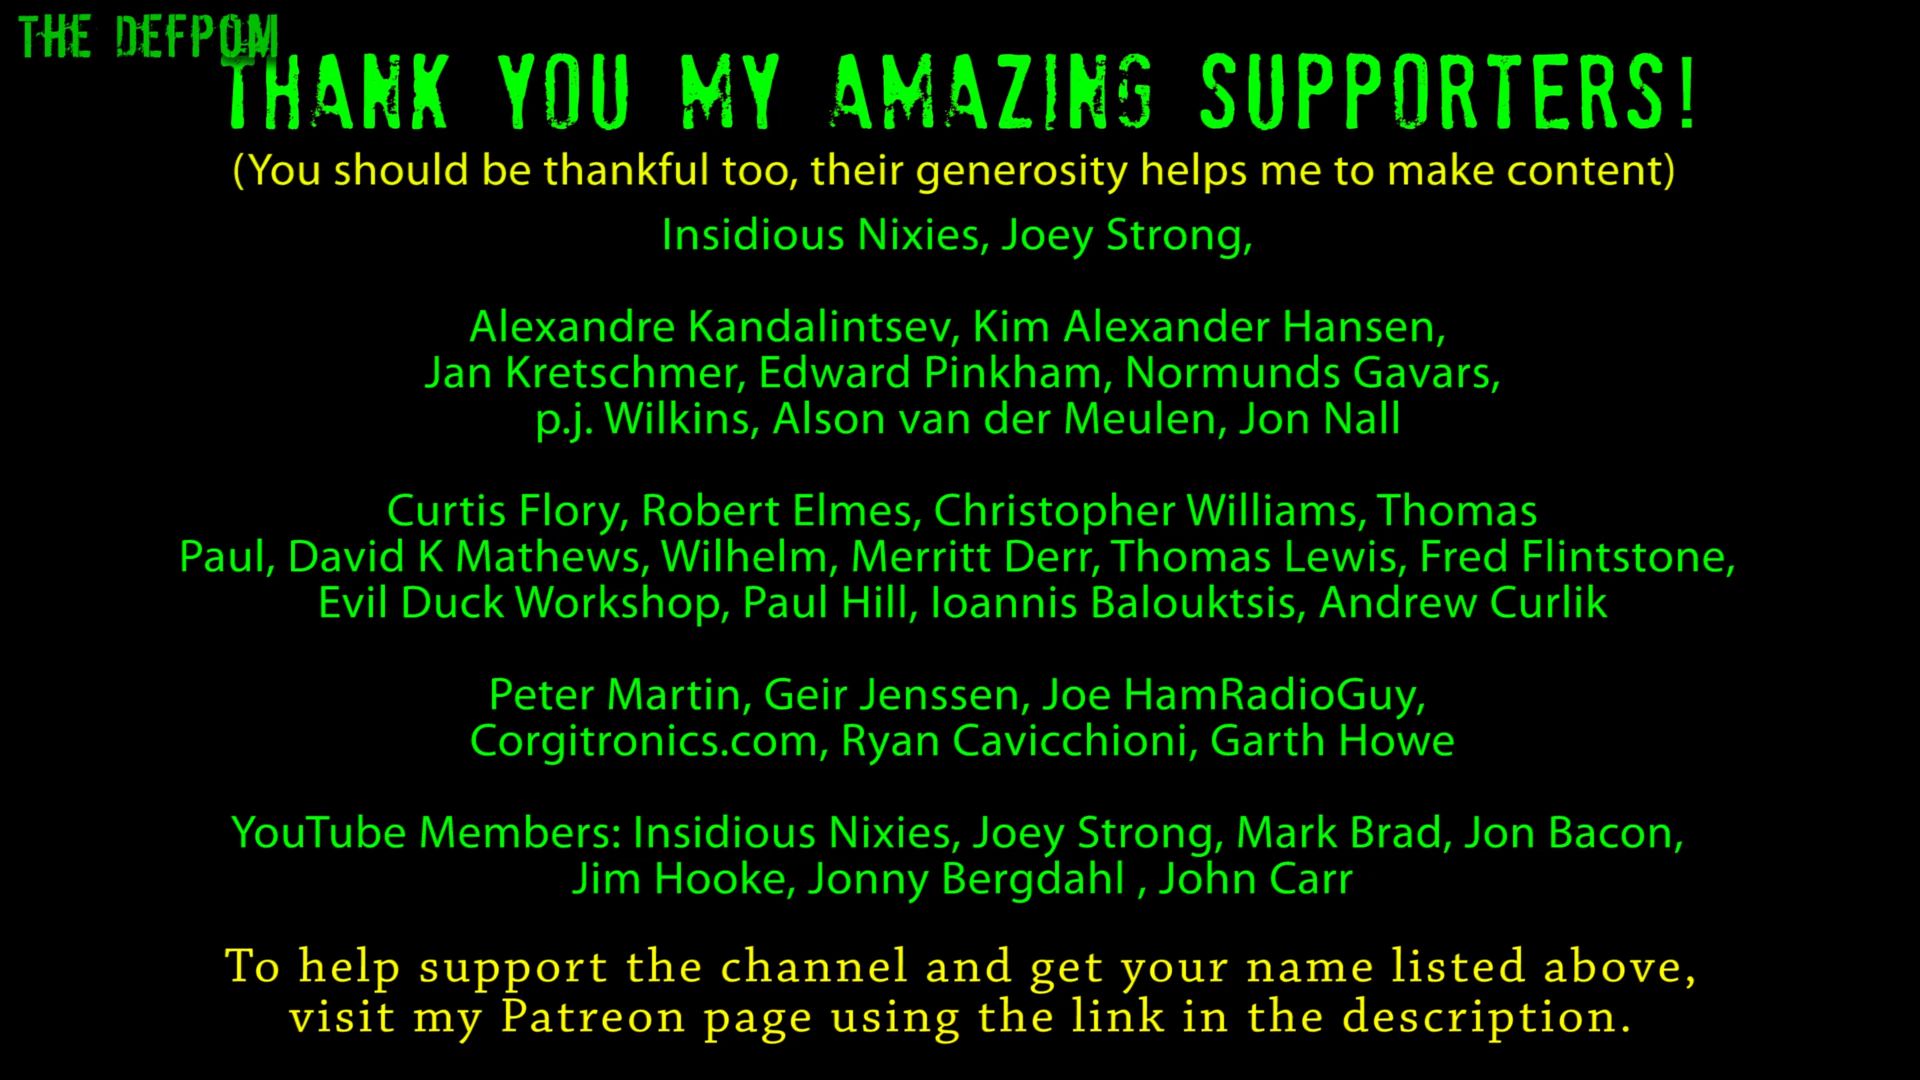 THE DEFPOM
THANK YOU MY AMAZING SUPPORTERS!
(You should be thankful too, their generosity helps me to make content)
Insidious Nixies, Joey Strong,
Alexandre Kandalintsev, Kim Alexander Hansen,
Jan Kretschmer, Edward Pinkham, Normunds Gavars,
p.j. Wilkins, Alson van der Meulen, Jon Nall
Curtis Flory, Robert Elmes, Christopher Williams, Thomas
Paul, David K Mathews, Wilhelm, Merritt Derr, Thomas Lewis, Fred Flintstone,
Evil Duck Workshop, Paul Hill, Ioannis Balouktsis, Andrew Curlik
Peter Martin, Geir Jenssen, Joe HamRadioGuy,
Corgitronics.com, Ryan Cavicchioni, Garth Howe
YouTube Members: Insidious Nixies, Joey Strong, Mark Brad, Jon Bacon,
Jim Hooke, Jonny Bergdahl , John Carr
To help support the channel and get your name listed above,
visit my Patreon page using the link in the description.